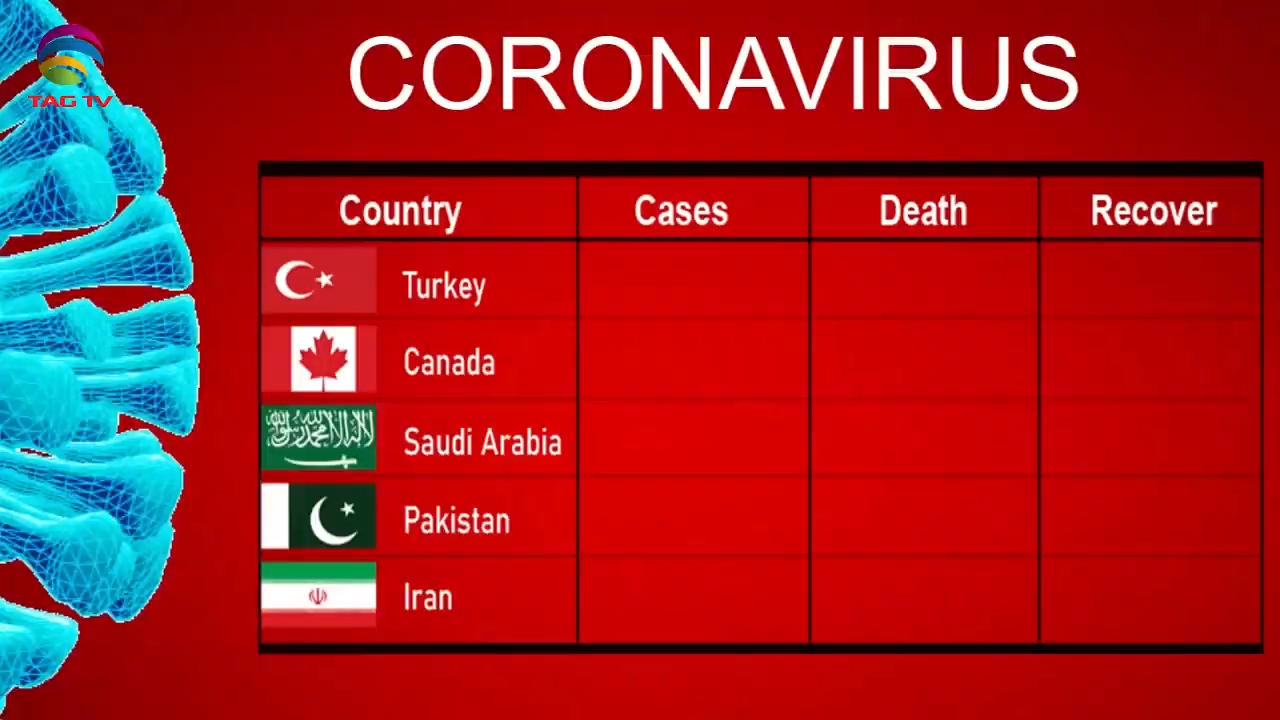 TAG TV
CORONAVIRUS
Country Cases Death Recover
Turkey
Canada
Saudi Arabia
Pakistan
Iran